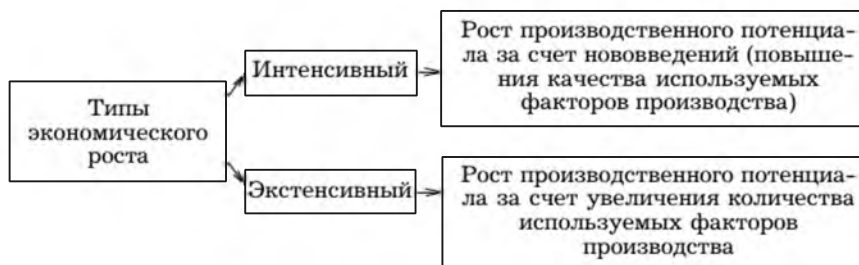 Типы
экономического
роста
Интенсивный
Рост производственного потенциа-
ла за счет нововведений (повыше-
ния качества используемых
факторов производства)
Экстенсивный
Рост производственного потенциа-
ла за счет увеличения количества
используемых факторов
производства